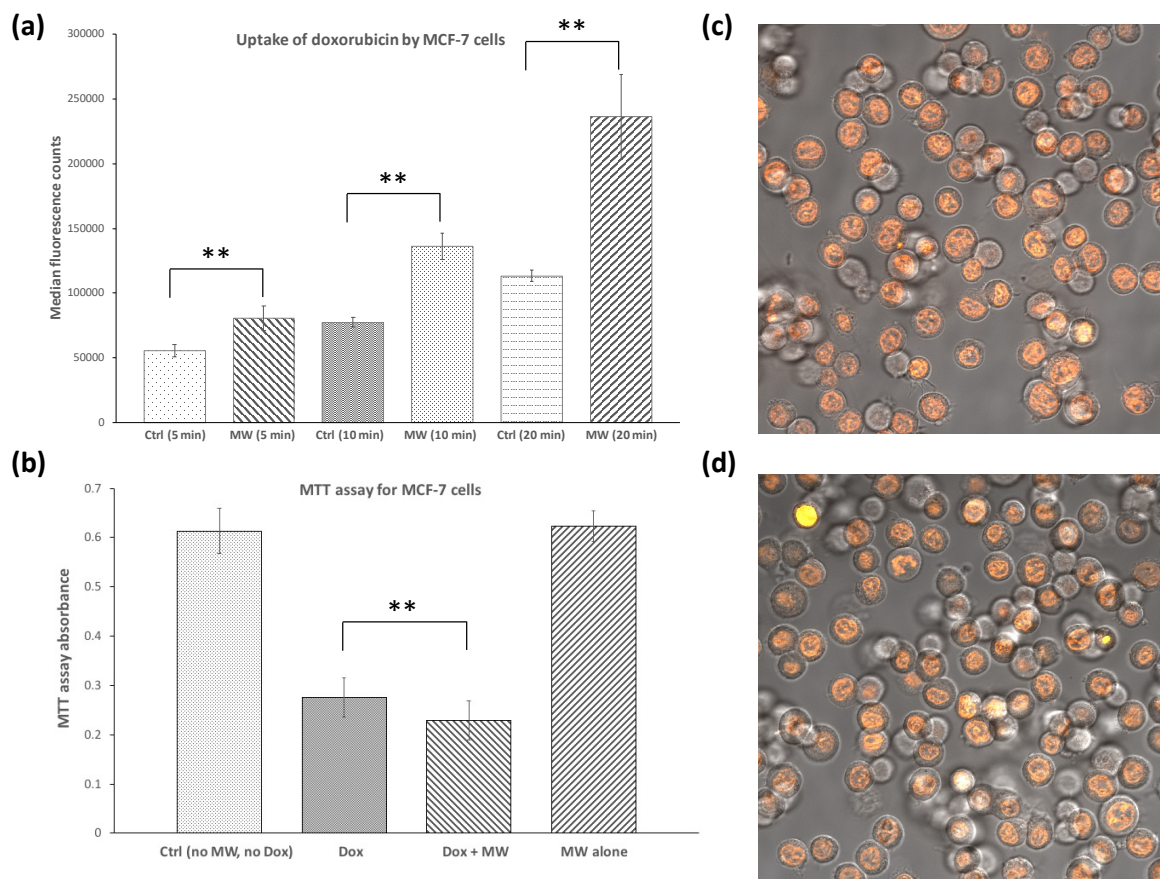 (a)
Uptake of doxorubicin by MCF-7 cells
Median fluorescence counts
300000
250000
200000
150000
100000
50000
0
**
**
**
Ctrl (5 min) MW (5 min) Ctrl (10 min) MW (10 min) Ctrl (20 min) MW (20 min)
(b)
MTT assay for MCF-7 cells
MTT assay absorbance
0.7
0.6
0.5
0.4
0.3
0.2
0.1
0
**
Ctrl (no MW, no Dox) Dox Dox + MW MW alone
(c)
(d)